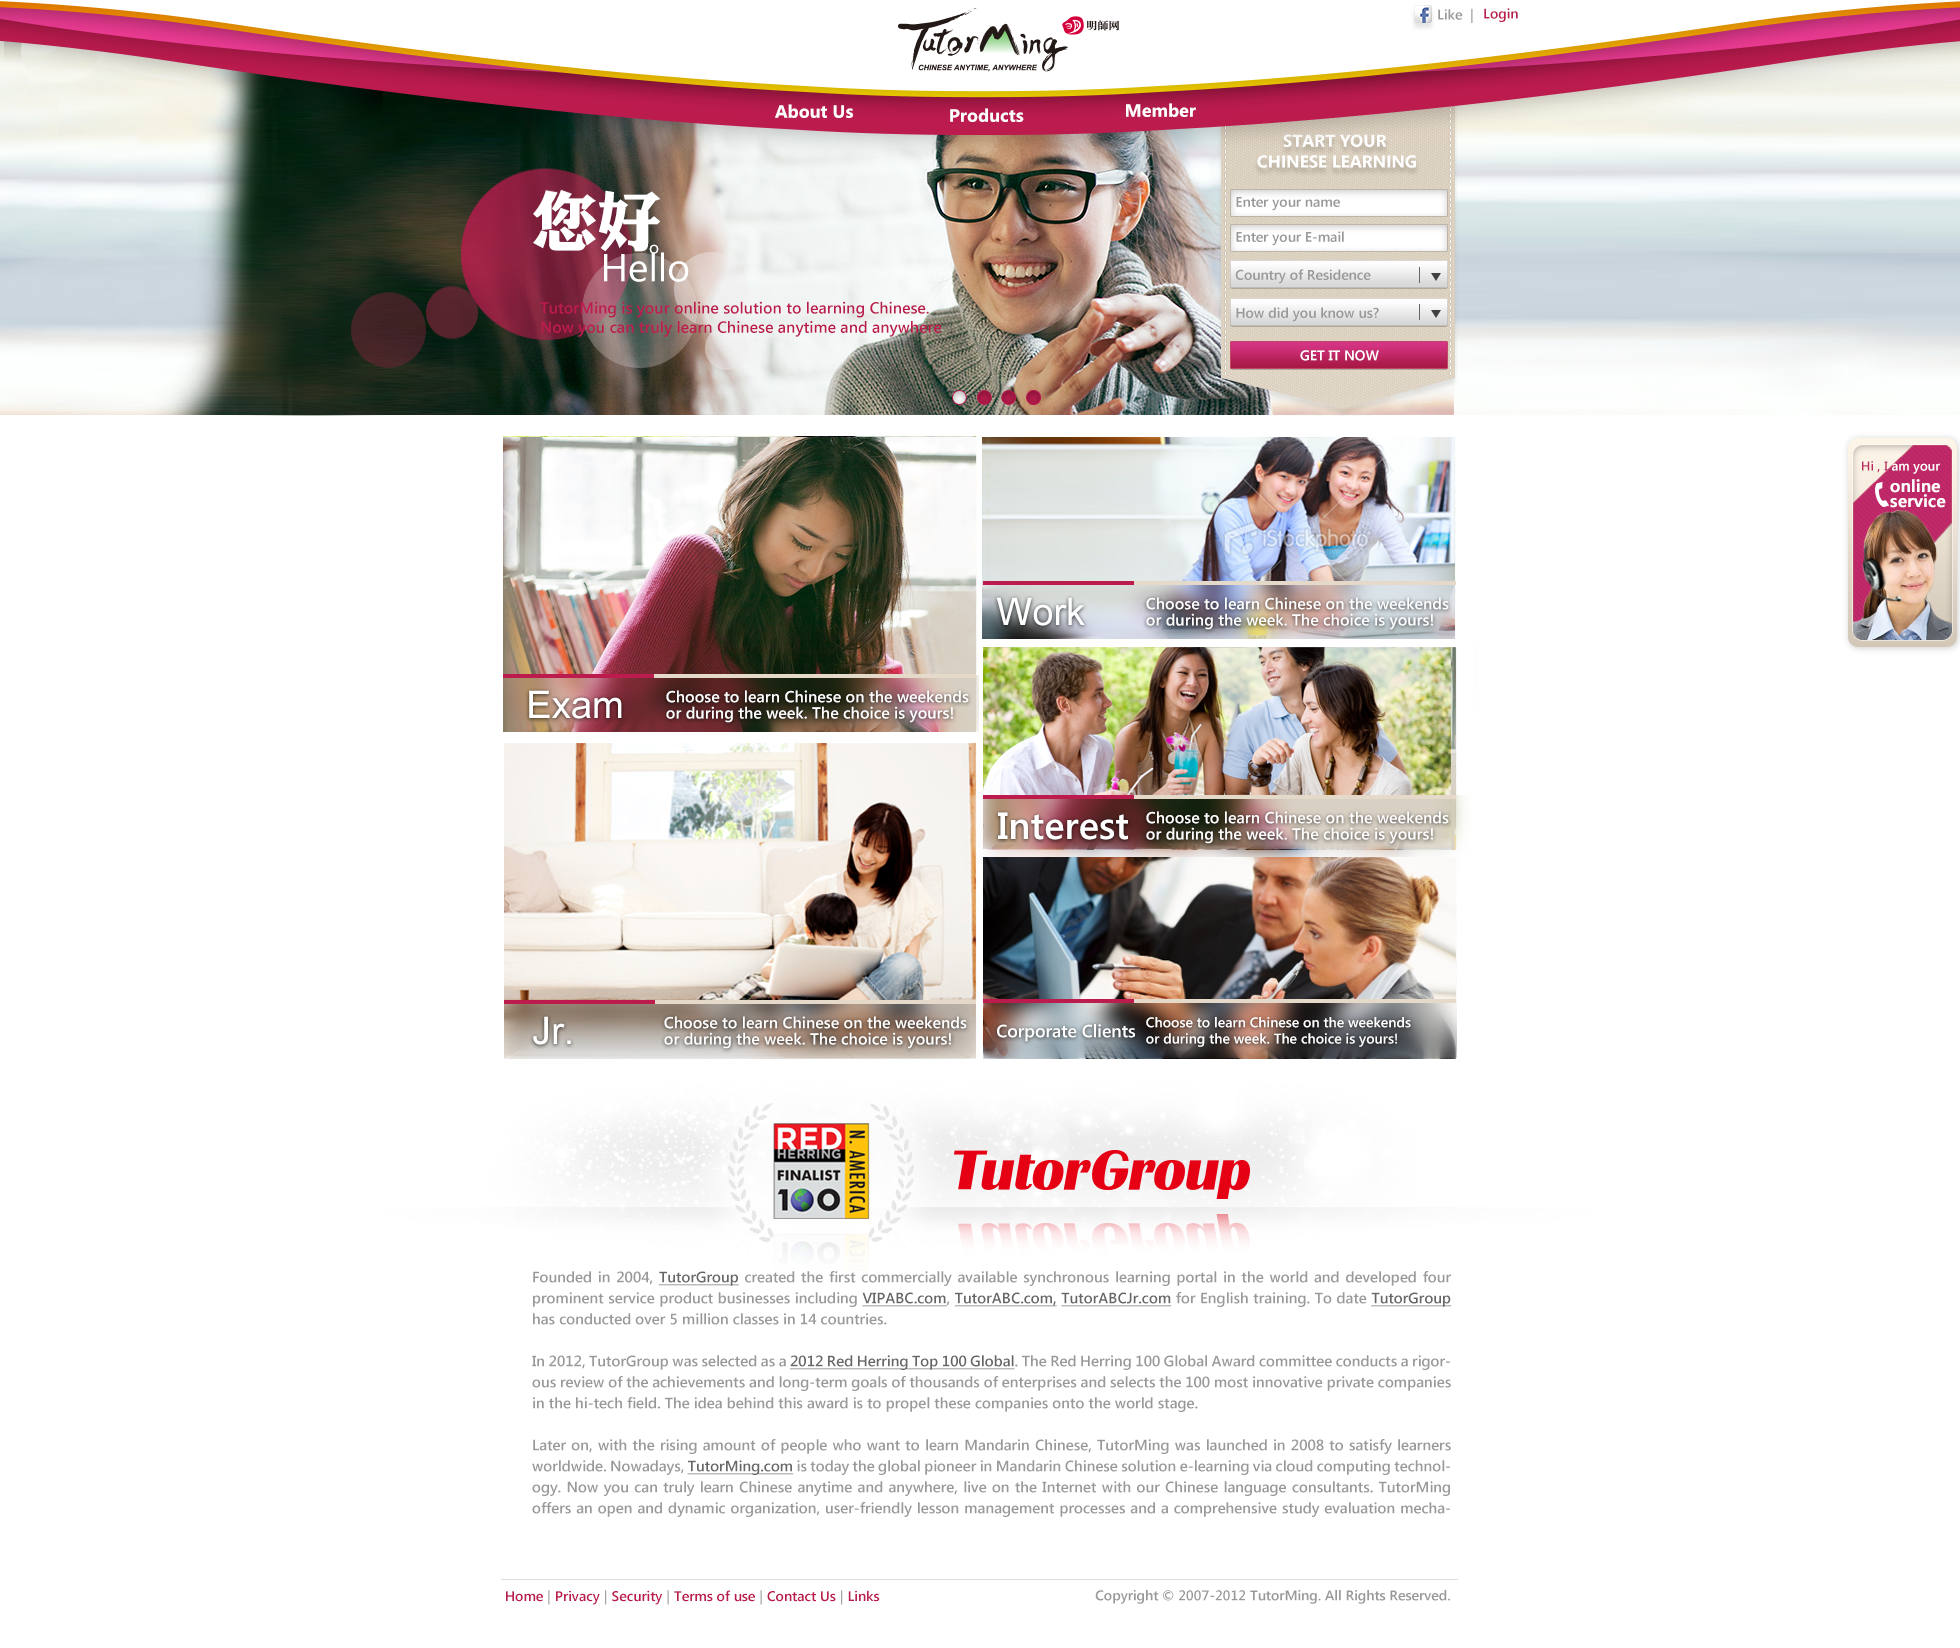 Like | Login
TutorMing 明師网
CHINESE ANYTIME, ANYWHERE
About Us
Products
Member
START YOUR
CHINESE LEARNING
Enter your name
Enter your E-mail
Country of Residence
How did you know us?
GET IT NOW
您好。
Hello
TutorMing is your online solution to learning Chinese.
Now you can truly learn Chinese anytime and anywhere
Hi , I am your
online
service
iStockphoto
Exam
Choose to learn Chinese on the weekends
or during the week. The choice is yours!
Work
Choose to learn Chinese on the weekends
or during the week. The choice is yours!
Interest
Choose to learn Chinese on the weekends
or during the week. The choice is yours!
Jr.
Choose to learn Chinese on the weekends
or during the week. The choice is yours!
Corporate Clients
Choose to learn Chinese on the weekends
or during the week. The choice is yours!
RED
HERRING
FINALIST
100
N. AMERICA
TutorGroup
Founded in 2004, TutorGroup created the first commercially available synchronous learning portal in the world and developed four
prominent service product businesses including VIPABC.com, TutorABC.com, TutorABCJr.com for English training. To date TutorGroup
has conducted over 5 million classes in 14 countries.
In 2012, TutorGroup was selected as a 2012 Red Herring Top 100 Global. The Red Herring 100 Global Award committee conducts a rigor-
ous review of the achievements and long-term goals of thousands of enterprises and selects the 100 most innovative private companies
in the hi-tech field. The idea behind this award is to propel these companies onto the world stage.
Later on, with the rising amount of people who want to learn Mandarin Chinese, TutorMing was launched in 2008 to satisfy learners
worldwide. Nowadays, TutorMing.com is today the global pioneer in Mandarin Chinese solution e-learning via cloud computing technol-
ogy. Now you can truly learn Chinese anytime and anywhere, live on the Internet with our Chinese language consultants. TutorMing
offers an open and dynamic organization, user-friendly lesson management processes and a comprehensive study evaluation mecha-
Home | Privacy | Security | Terms of use | Contact Us | Links
Copyright © 2007-2012 TutorMing. All Rights Reserved.